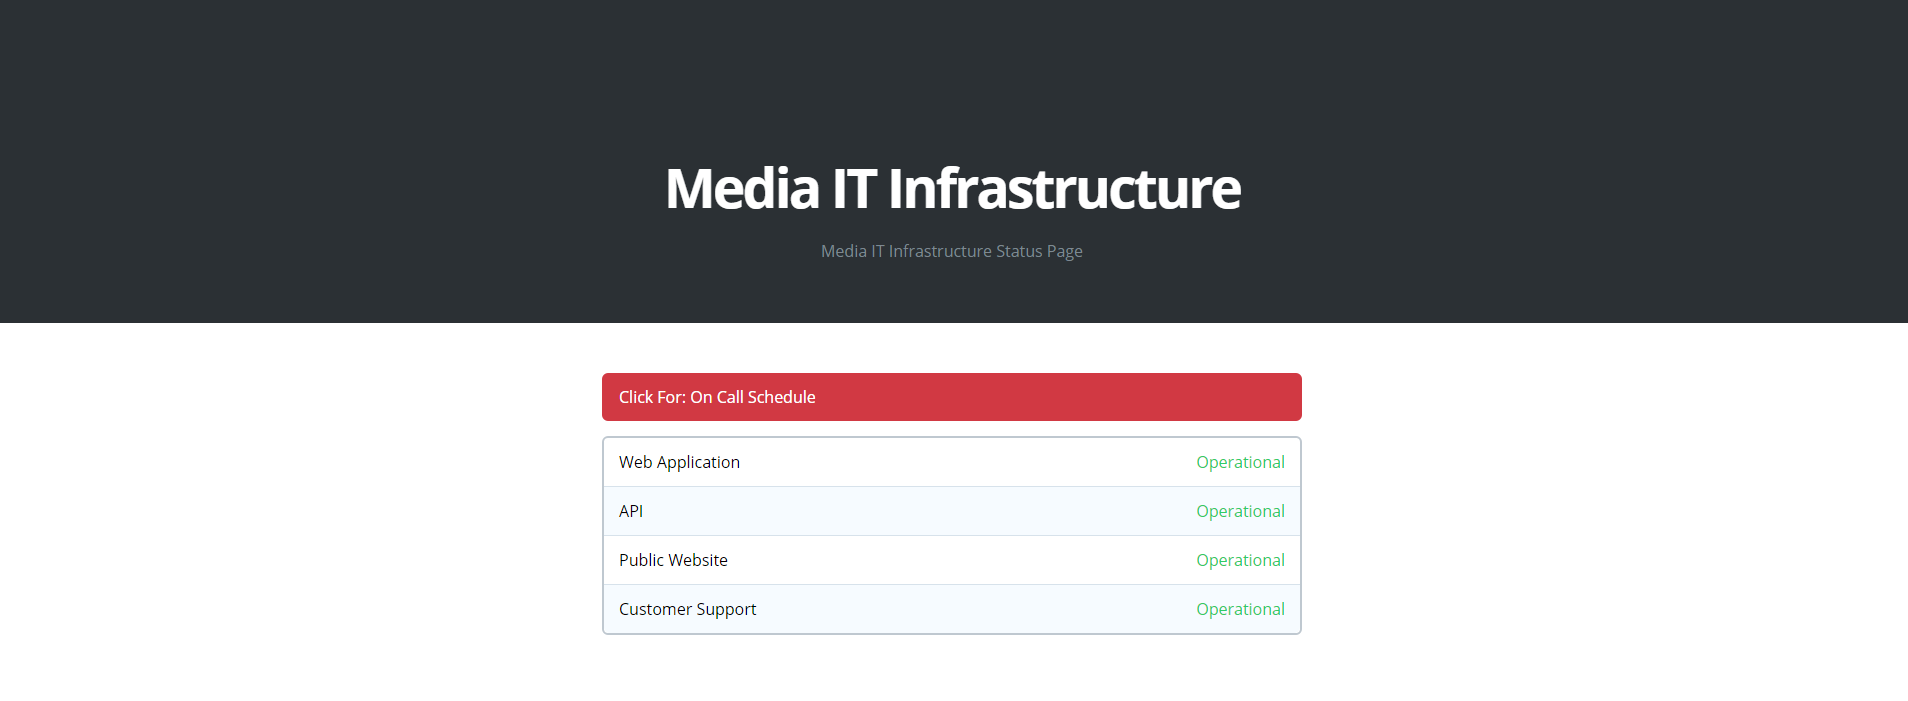 Media IT Infrastructure
Media IT Infrastructure Status Page
Click For: On Call Schedule
Web Application Operational
API Operational
Public Website Operational
Customer Support Operational